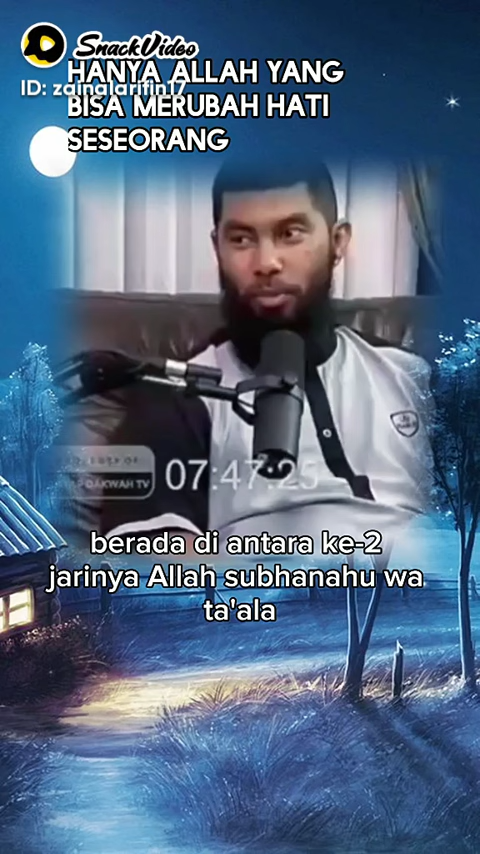 SnackVideo
ID: zainalarifin17
HANYA ALLAH YANG
BISA MERUBAH HATI
SESEORANG
DAKWAH TV
07:47:25
berada di antara ke-2
jarinya Allah subhanahu wa
ta'ala